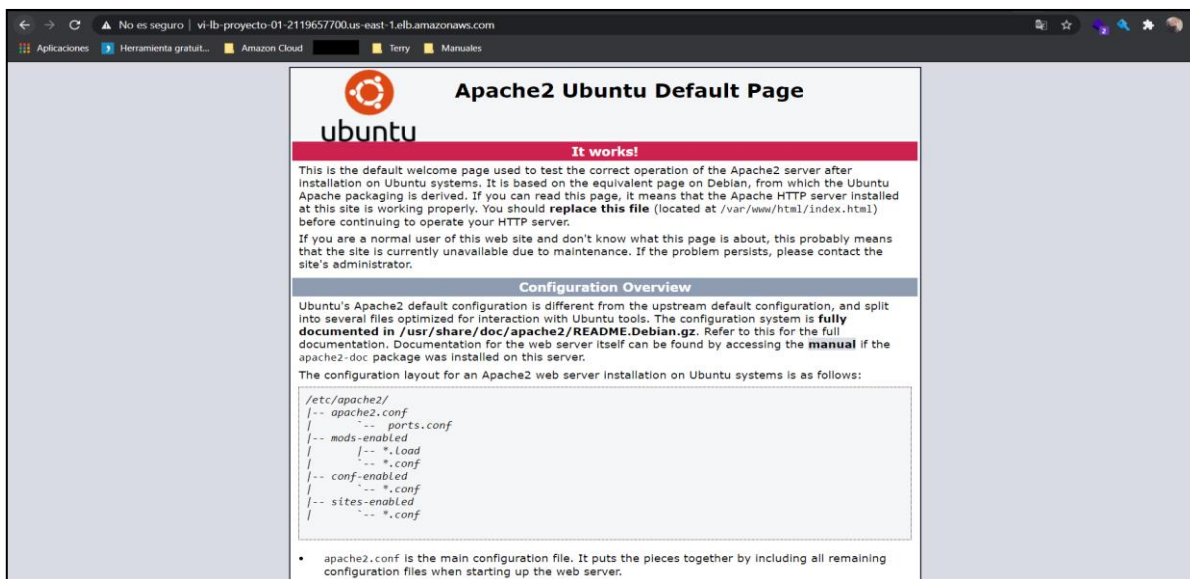 No es seguro | vi-lb-proyecto-01-2119657700.us-east-1.elb.amazonaws.com
2
Aplicaciones Herramienta gratuit... Amazon Cloud Terry Manuales
ubuntu
Apache2 Ubuntu Default Page
It works!
This is the default welcome page used to test the correct operation of the Apache2 server after
installation on Ubuntu systems. It is based on the equivalent page on Debian, from which the Ubuntu
Apache packaging is derived. If you can read this page, it means that the Apache HTTP server installed
at this site is working properly. You should replace this file (located at /var/www/html/index.html)
before continuing to operate your HTTP server.
If you are a normal user of this web site and don't know what this page is about, this probably means
that the site is currently unavailable due to maintenance. If the problem persists, please contact the
site's administrator.
Configuration Overview
Ubuntu's Apache2 default configuration is different from the upstream default configuration, and split
into several files optimized for interaction with Ubuntu tools. The configuration system is fully
documented in /usr/share/doc/apache2/README.Debian.gz. Refer to this for the full
documentation. Documentation for the web server itself can be found by accessing the manual if the
apache2-doc package was installed on this server.
The configuration layout for an Apache2 web server installation on Ubuntu systems is as follows:
/etc/apache2/
|-- apache2.conf
|       `--  ports.conf
|-- mods-enabled
|       |-- *.load
|       `-- *.conf
|-- conf-enabled
|       `-- *.conf
|-- sites-enabled
|       `-- *.conf
• apache2.conf is the main configuration file. It puts the pieces together by including all remaining
configuration files when starting up the web server.